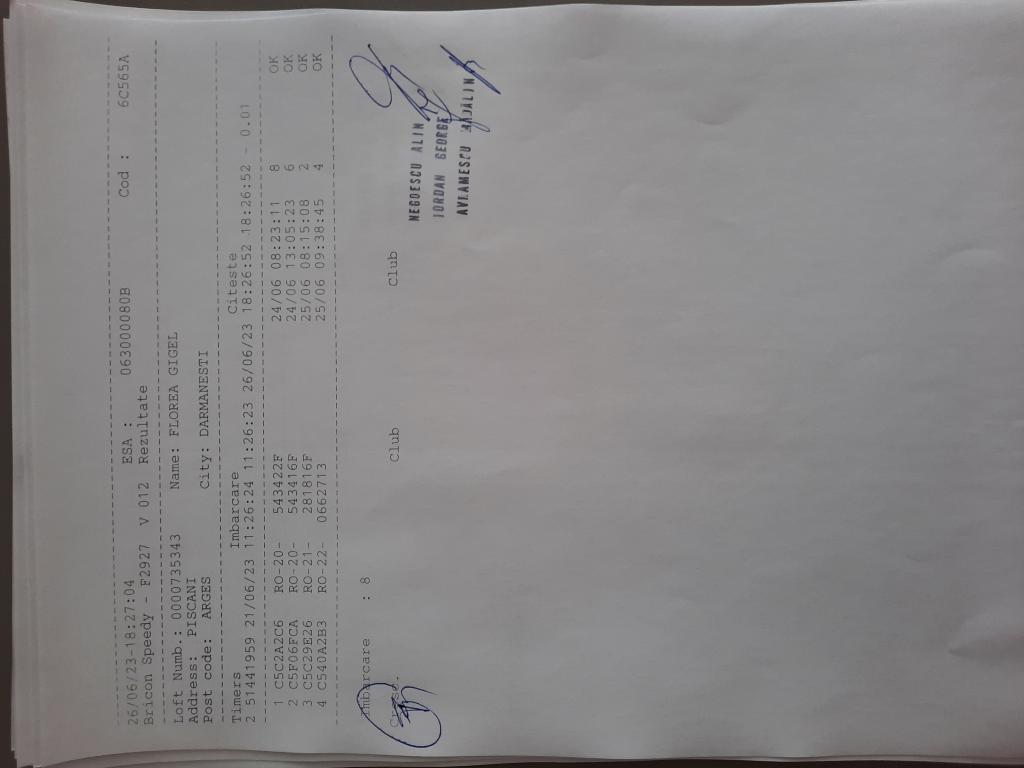 26/06/23-18:27:04 ESA : 063000080B Cod : 6C565A
Bricon Speedy - F2927 V 012 Rezultate
Loft Numb.: 0000735343 Name: FLOREA GIGEL
Address: PISCANI
Post code: ARGES City: DARMANESTI
Timers Imbarcare Citeste
2 51441959 21/06/23 11:26:24 11:26:23 26/06/23 18:26:52 18:26:52 - 0.01
1 C5C2A2C6 RO-20- 543422F 24/06 08:23:11 8 OK
2 C5F06FCA RO-20- 543416F 24/06 13:05:23 6 OK
3 C5C29E26 RO-21- 281816F 25/06 08:15:08 2 OK
4 C540A2B3 RO-22- 0662713 25/06 09:38:45 4 OK
Imbarcare : 8
Club Club
NEGOESCU ALIN
IORDAN GEORGE
AVLAMESCU